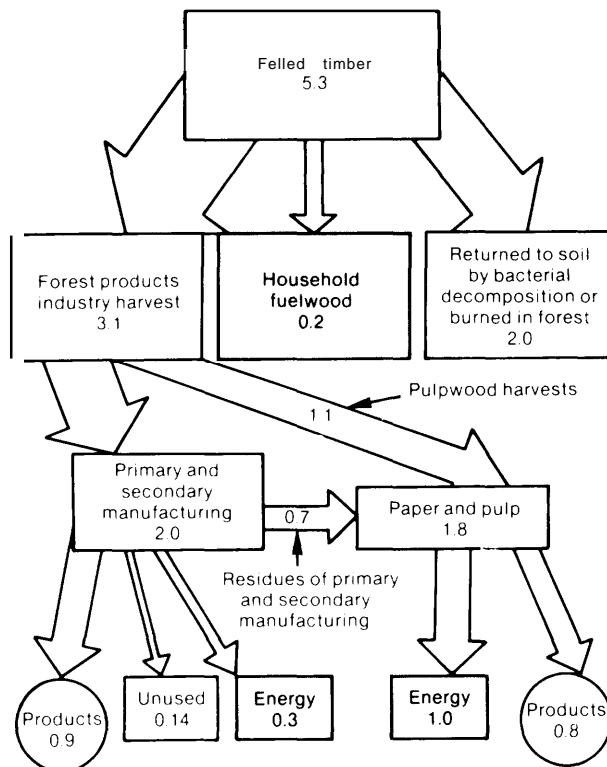 Felled timber
5.3
Forest products
industry harvest
3.1
Household
fuelwood
0.2
Returned to soil
by bacterial
decomposition or
burned in forest
2.0
Pulpwood harvests
1 1
Primary and
secondary
manufacturing
2.0
0.7
Paper and pulp
1.8
Residues of primary
and secondary
manufacturing
Products
0.9
Unused
0.14
Energy
0.3
Energy
1.0
Products
0.8